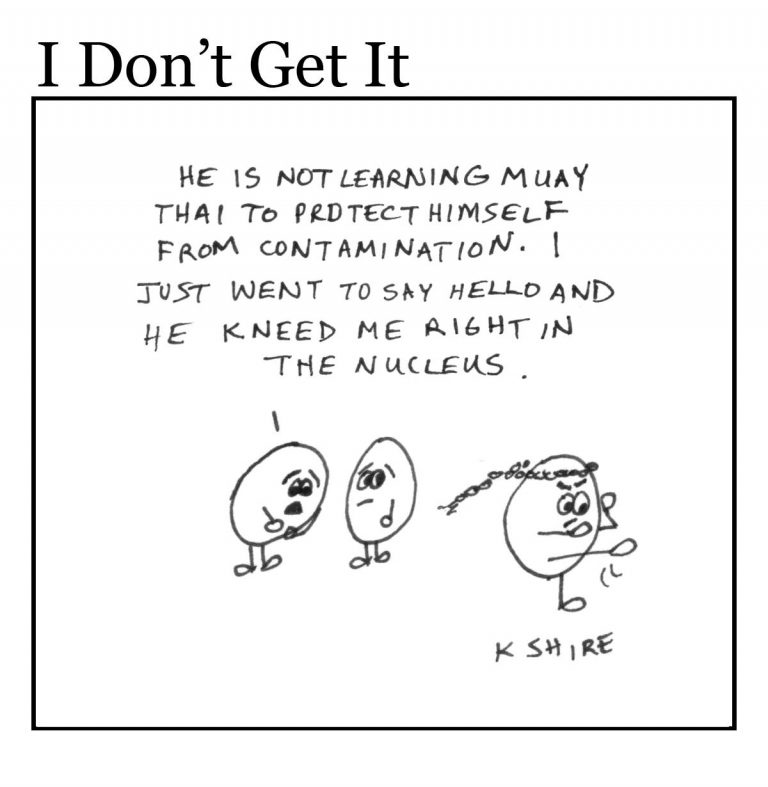 I Don't Get It
HE IS NOT LEARNING MUAY
THAI TO PROTECT HIMSELF
FROM CONTAMINATION. I
JUST WENT TO SAY HELLO AND
HE KNEED ME RIGHT IN
THE NUCLEUS.
K SHIRE